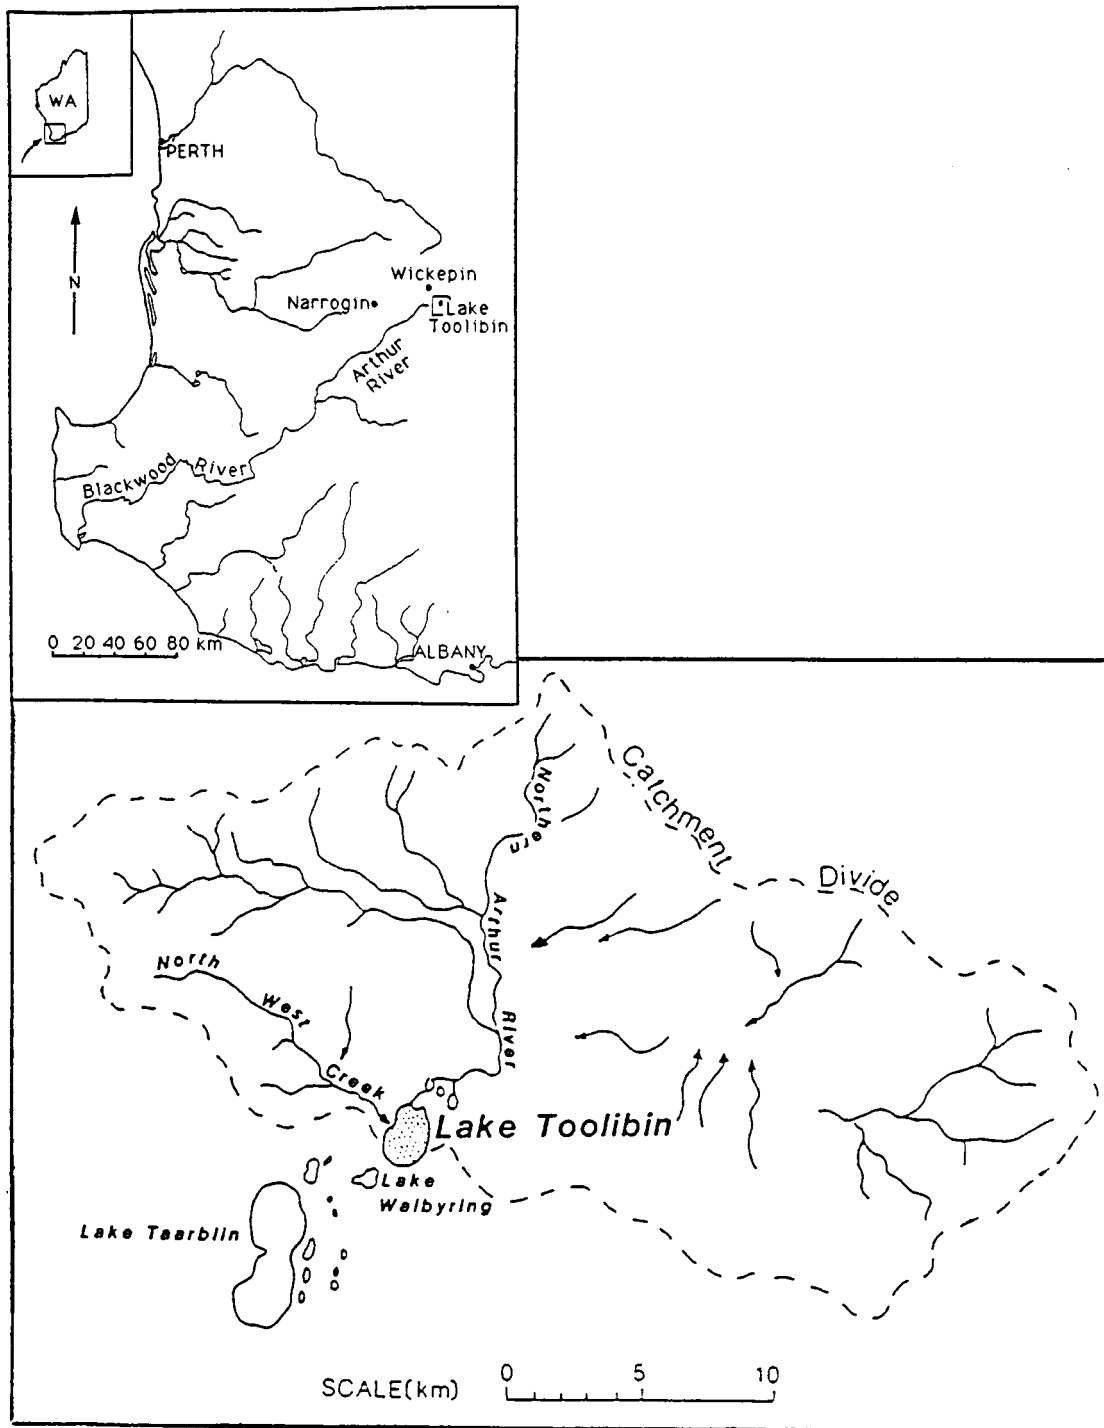 WA
PERTH
N
Wickepin
Narrogin
Lake
Toolibin
Arthur
River
Blackwood River
0 20 40 60 80 km
ALBANY
Catchment
Divide
Northern
Arthur
River
North
West
Creek
Lake Toolibin
Lake
Walbyring
Lake Taarblin
SCALE(km)
0 5 10